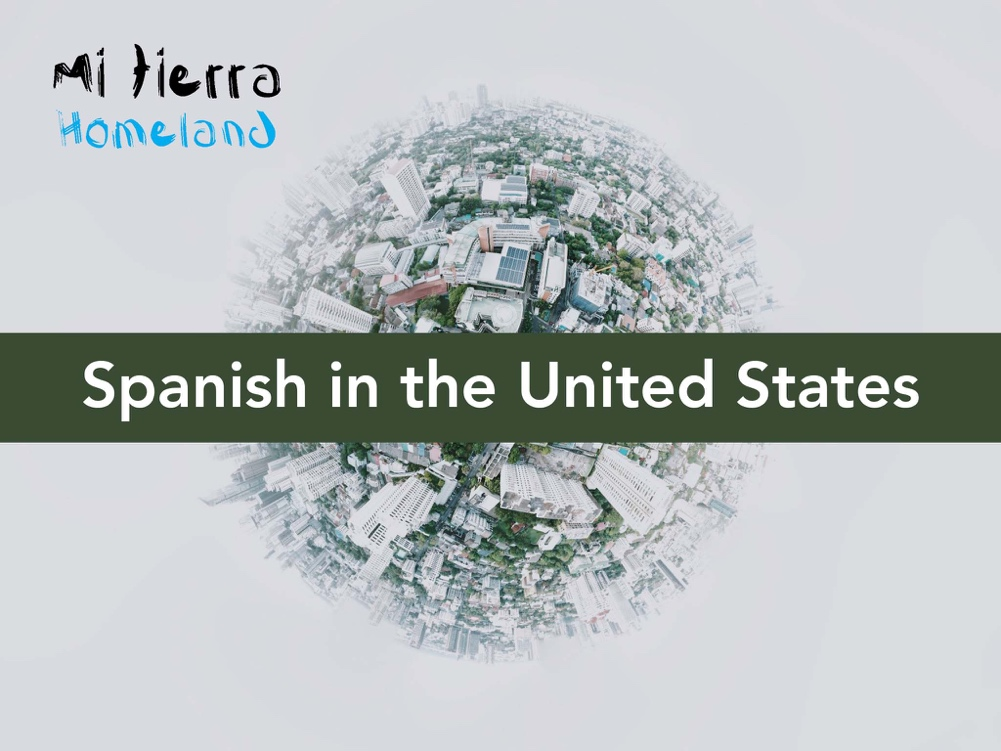 Mi tierra
Homeland
Spanish in the United States